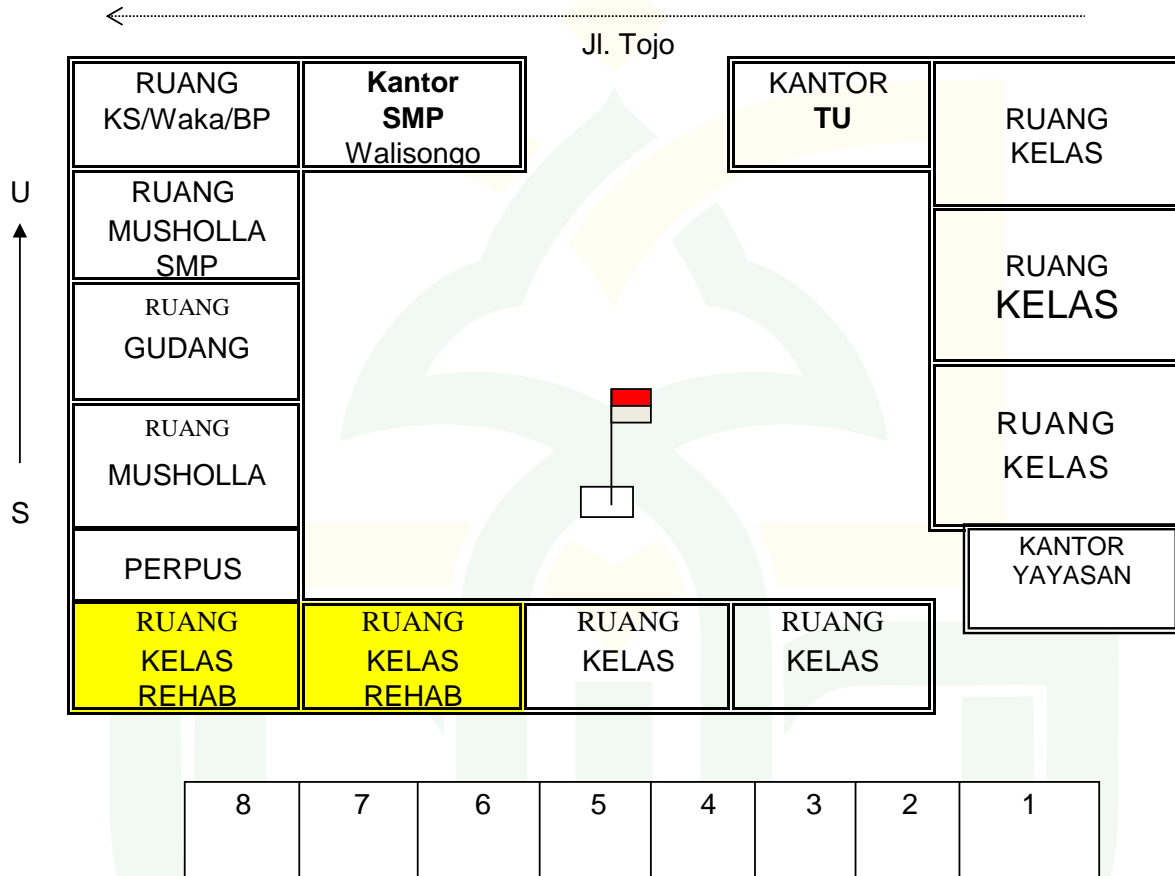 Jl. Tojo
RUANG
KS/Waka/BP
Kantor
SMP
Walisongo
KANTOR
TU
RUANG
KELAS
U
S
RUANG
MUSHOLLA
SMP
RUANG
KELAS
RUANG
GUDANG
RUANG
KELAS
RUANG
MUSHOLLA
PERPUS
KANTOR
YAYASAN
RUANG
KELAS
REHAB
RUANG
KELAS
REHAB
RUANG
KELAS
RUANG
KELAS
8 7 6 5 4 3 2 1